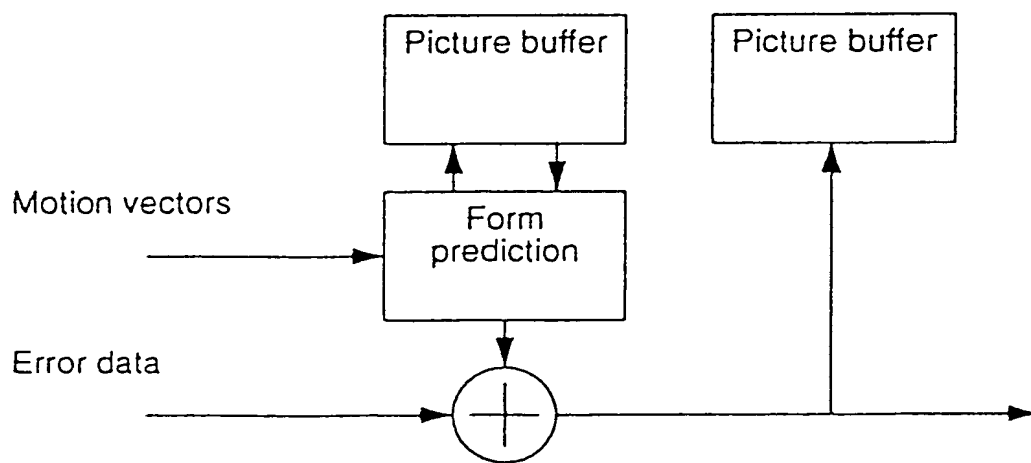 Picture buffer
Picture buffer
Motion vectors
Form
prediction
Error data